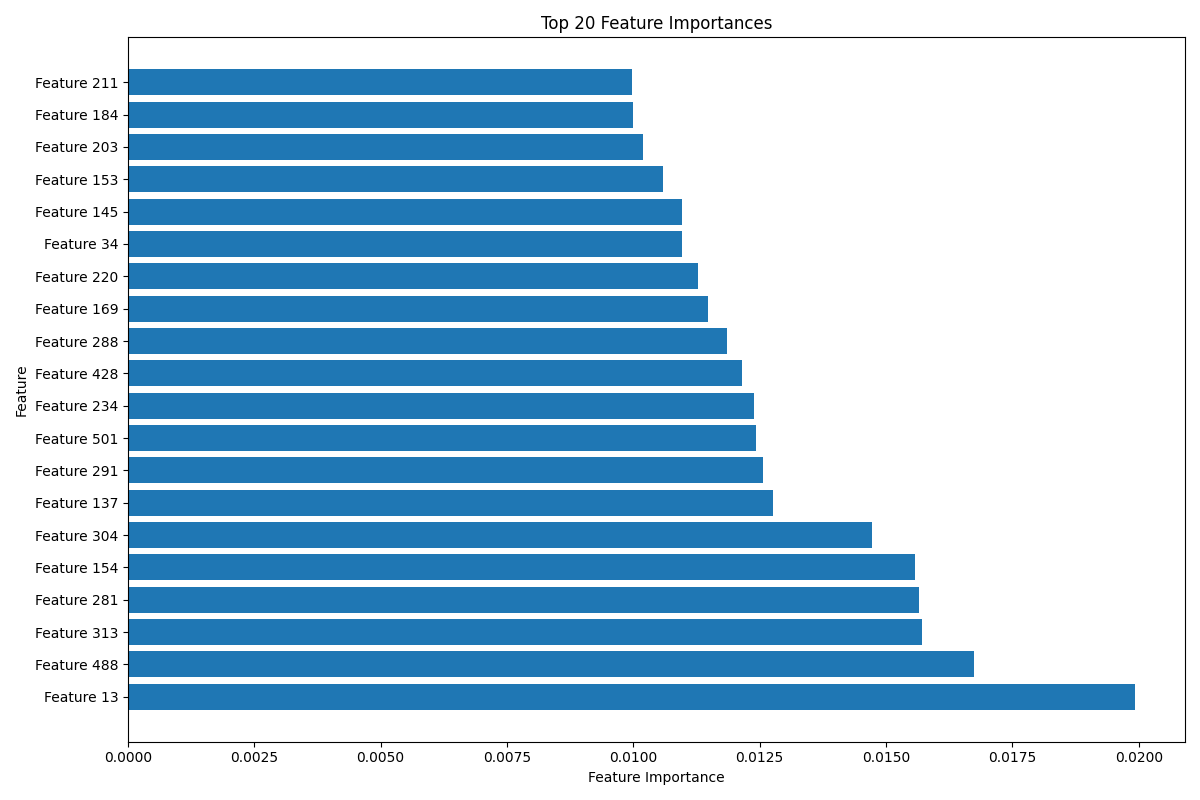 Top 20 Feature Importances
Feature
Feature 211
Feature 184
Feature 203
Feature 153
Feature 145
Feature 34
Feature 220
Feature 169
Feature 288
Feature 428
Feature 234
Feature 501
Feature 291
Feature 137
Feature 304
Feature 154
Feature 281
Feature 313
Feature 488
Feature 13
0.0000 0.0025 0.0050 0.0075 0.0100 0.0125 0.0150 0.0175 0.0200
Feature Importance